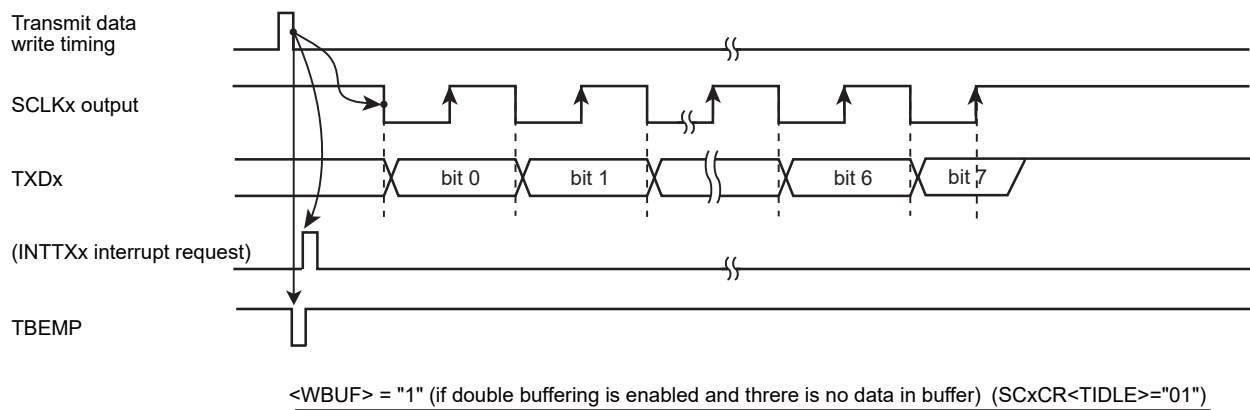 Transmit data
write timing
SCLKx output
TXDx
bit 0
bit 1
bit 6
bit 7
(INTTXx interrupt request)
TBEMP
<WBUF> = "1" (if double buffering is enabled and threre is no data in buffer) (SCxCR<TIDLE>="01")